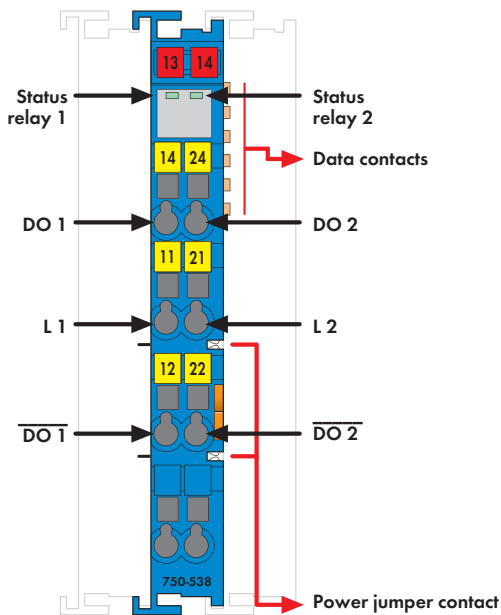 13 14
Status relay 1
Status relay 2
14 24
Data contacts
DO 1
DO 2
11 21
L 1
L 2
12 22
DO 1
DO 2
750-538
Power jumper contact